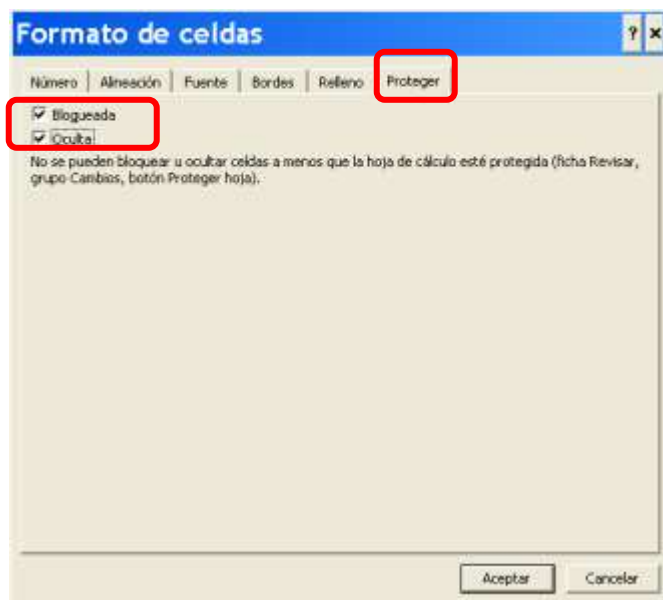 Formato de celdas
Número Alineación Fuente Bordes Relleno Proteger
Bloqueada
Oculta
No se pueden bloquear u ocultar celdas a menos que la hoja de cálculo esté protegida (ficha Revisar,
grupo Cambios, botón Proteger hoja).
Aceptar Cancelar